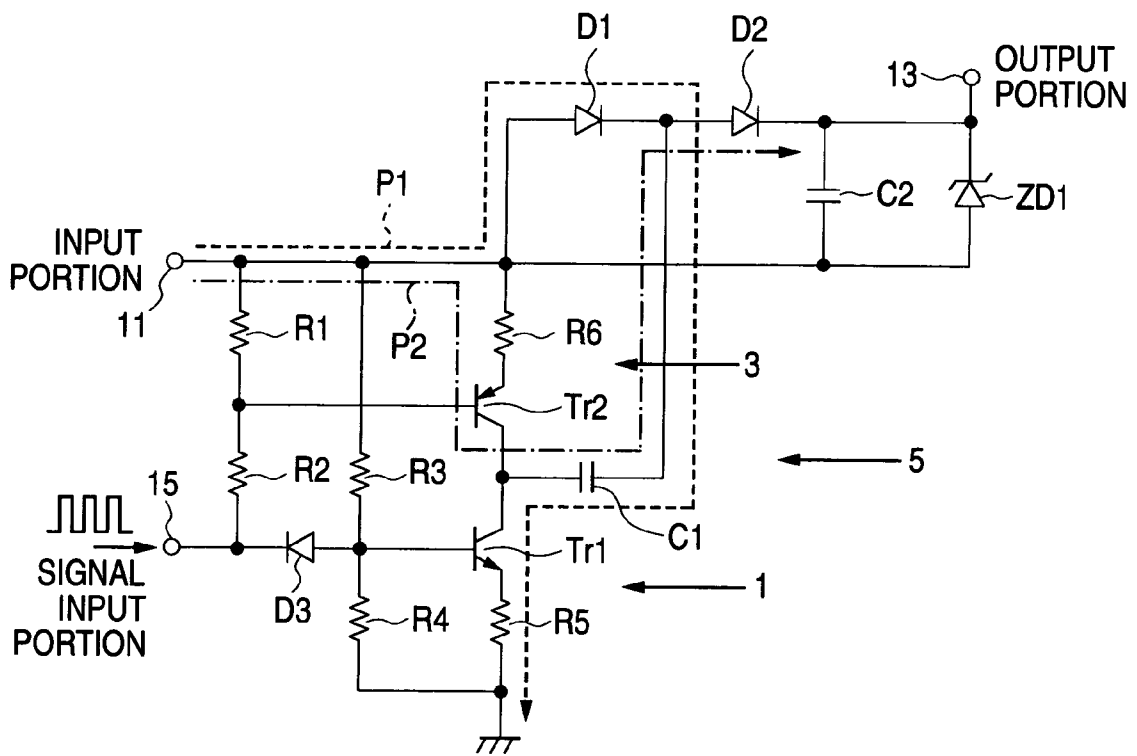 D1
D2
13
OUTPUT
PORTION
P1
C2
ZD1
INPUT
PORTION
11
R1
P2
R6
3
Tr2
R2
R3
5
15
C1
Tr1
SIGNAL
INPUT
PORTION
D3
R4
R5
1